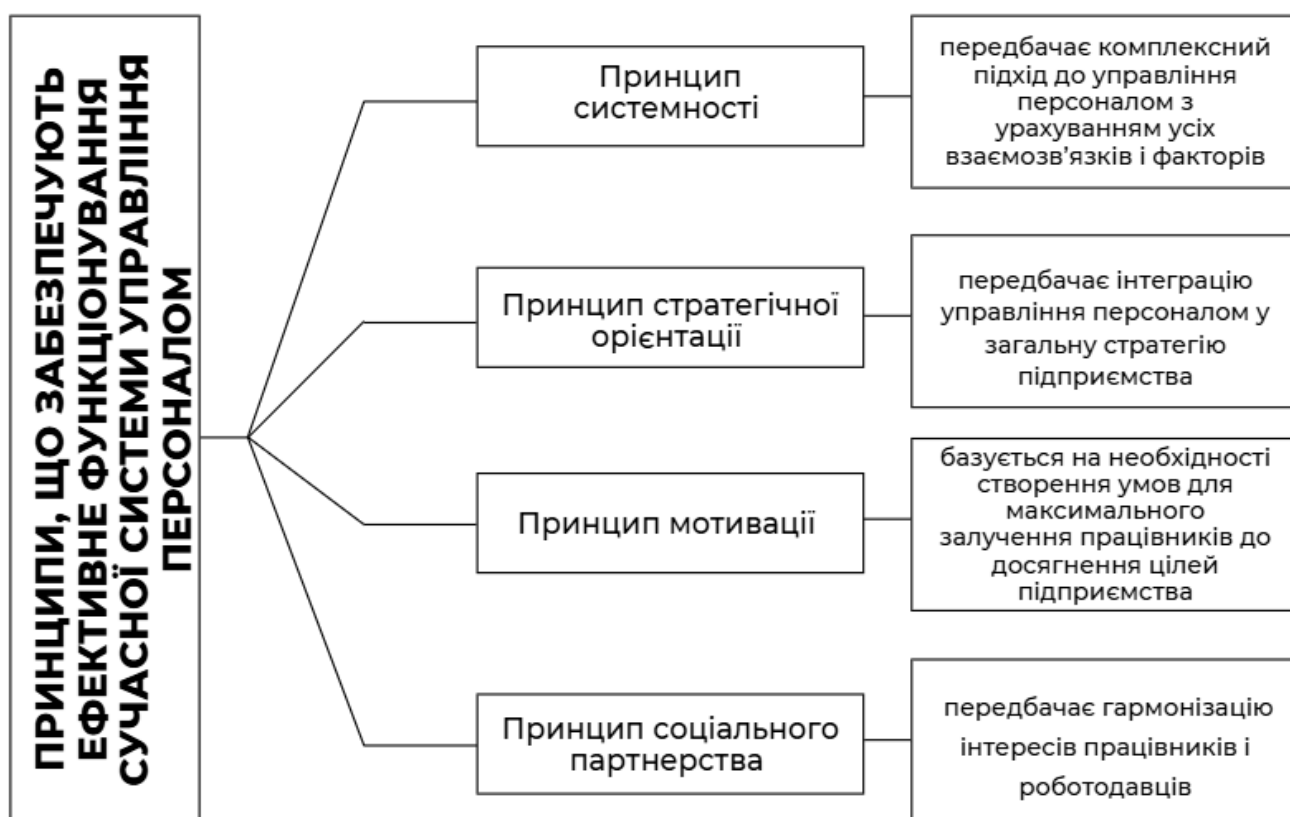 ПРИНЦИПИ, ЩО ЗАБЕЗПЕЧУЮТЬ
ЕФЕКТИВНЕ ФУНКЦІОНУВАННЯ
СУЧАСНОЇ СИСТЕМИ УПРАВЛІННЯ
ПЕРСОНАЛОМ
Принцип
системності
передбачає комплексний
підхід до управління
персоналом з
урахуванням усіх
взаємозв'язків і факторів
Принцип стратегічної
орієнтації
передбачає інтеграцію
управління персоналом у
загальну стратегію
підприємства
Принцип мотивації
базується на необхідності
створення умов для
максимального
залучення працівників до
досягнення цілей
підприємства
Принцип соціального
партнерства
передбачає гармонізацію
інтересів працівників і
роботодавців